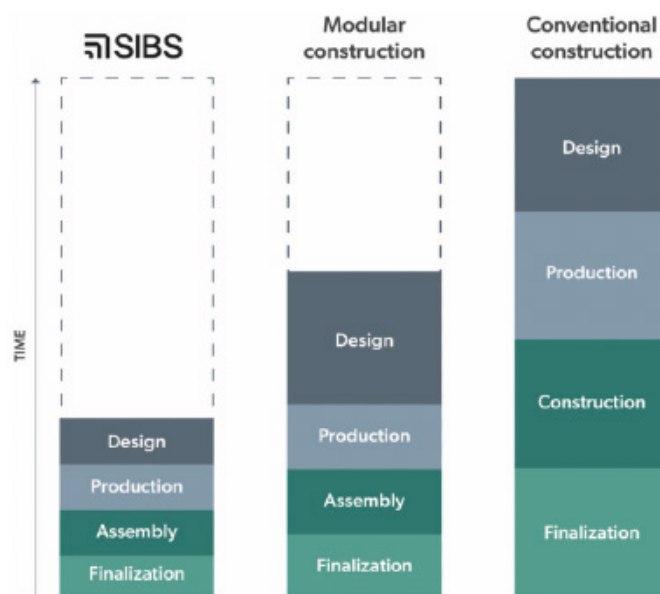 SIBS
Modular
construction
Conventional
construction
TIME
Design
Production
Assembly
Finalization
Design
Production
Assembly
Finalization
Design
Production
Construction
Finalization